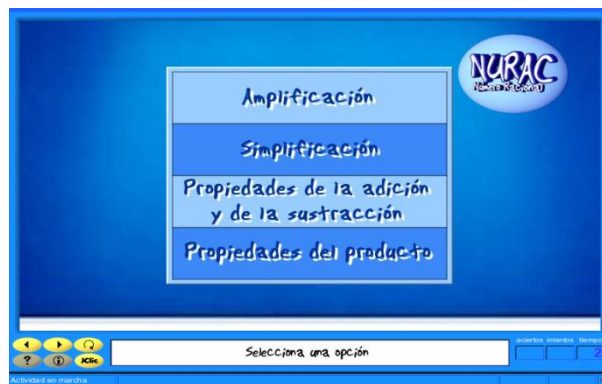 NURAC
Número Racional
Amplificación
Simplificación
Propiedades de la adición
y de la sustracción
Propiedades del producto
Selecciona una opción
aciertos intentos tiempo
2
? i JClic
Actividad en marcha